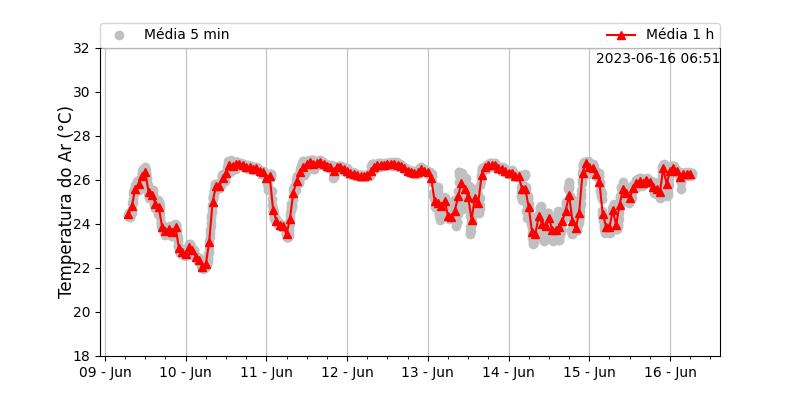 Média 5 min
Média 1 h
2023-06-16 06:51
Temperatura do Ar (°C)
32
30
28
26
24
22
20
18
09 - Jun
10 - Jun
11 - Jun
12 - Jun
13 - Jun
14 - Jun
15 - Jun
16 - Jun